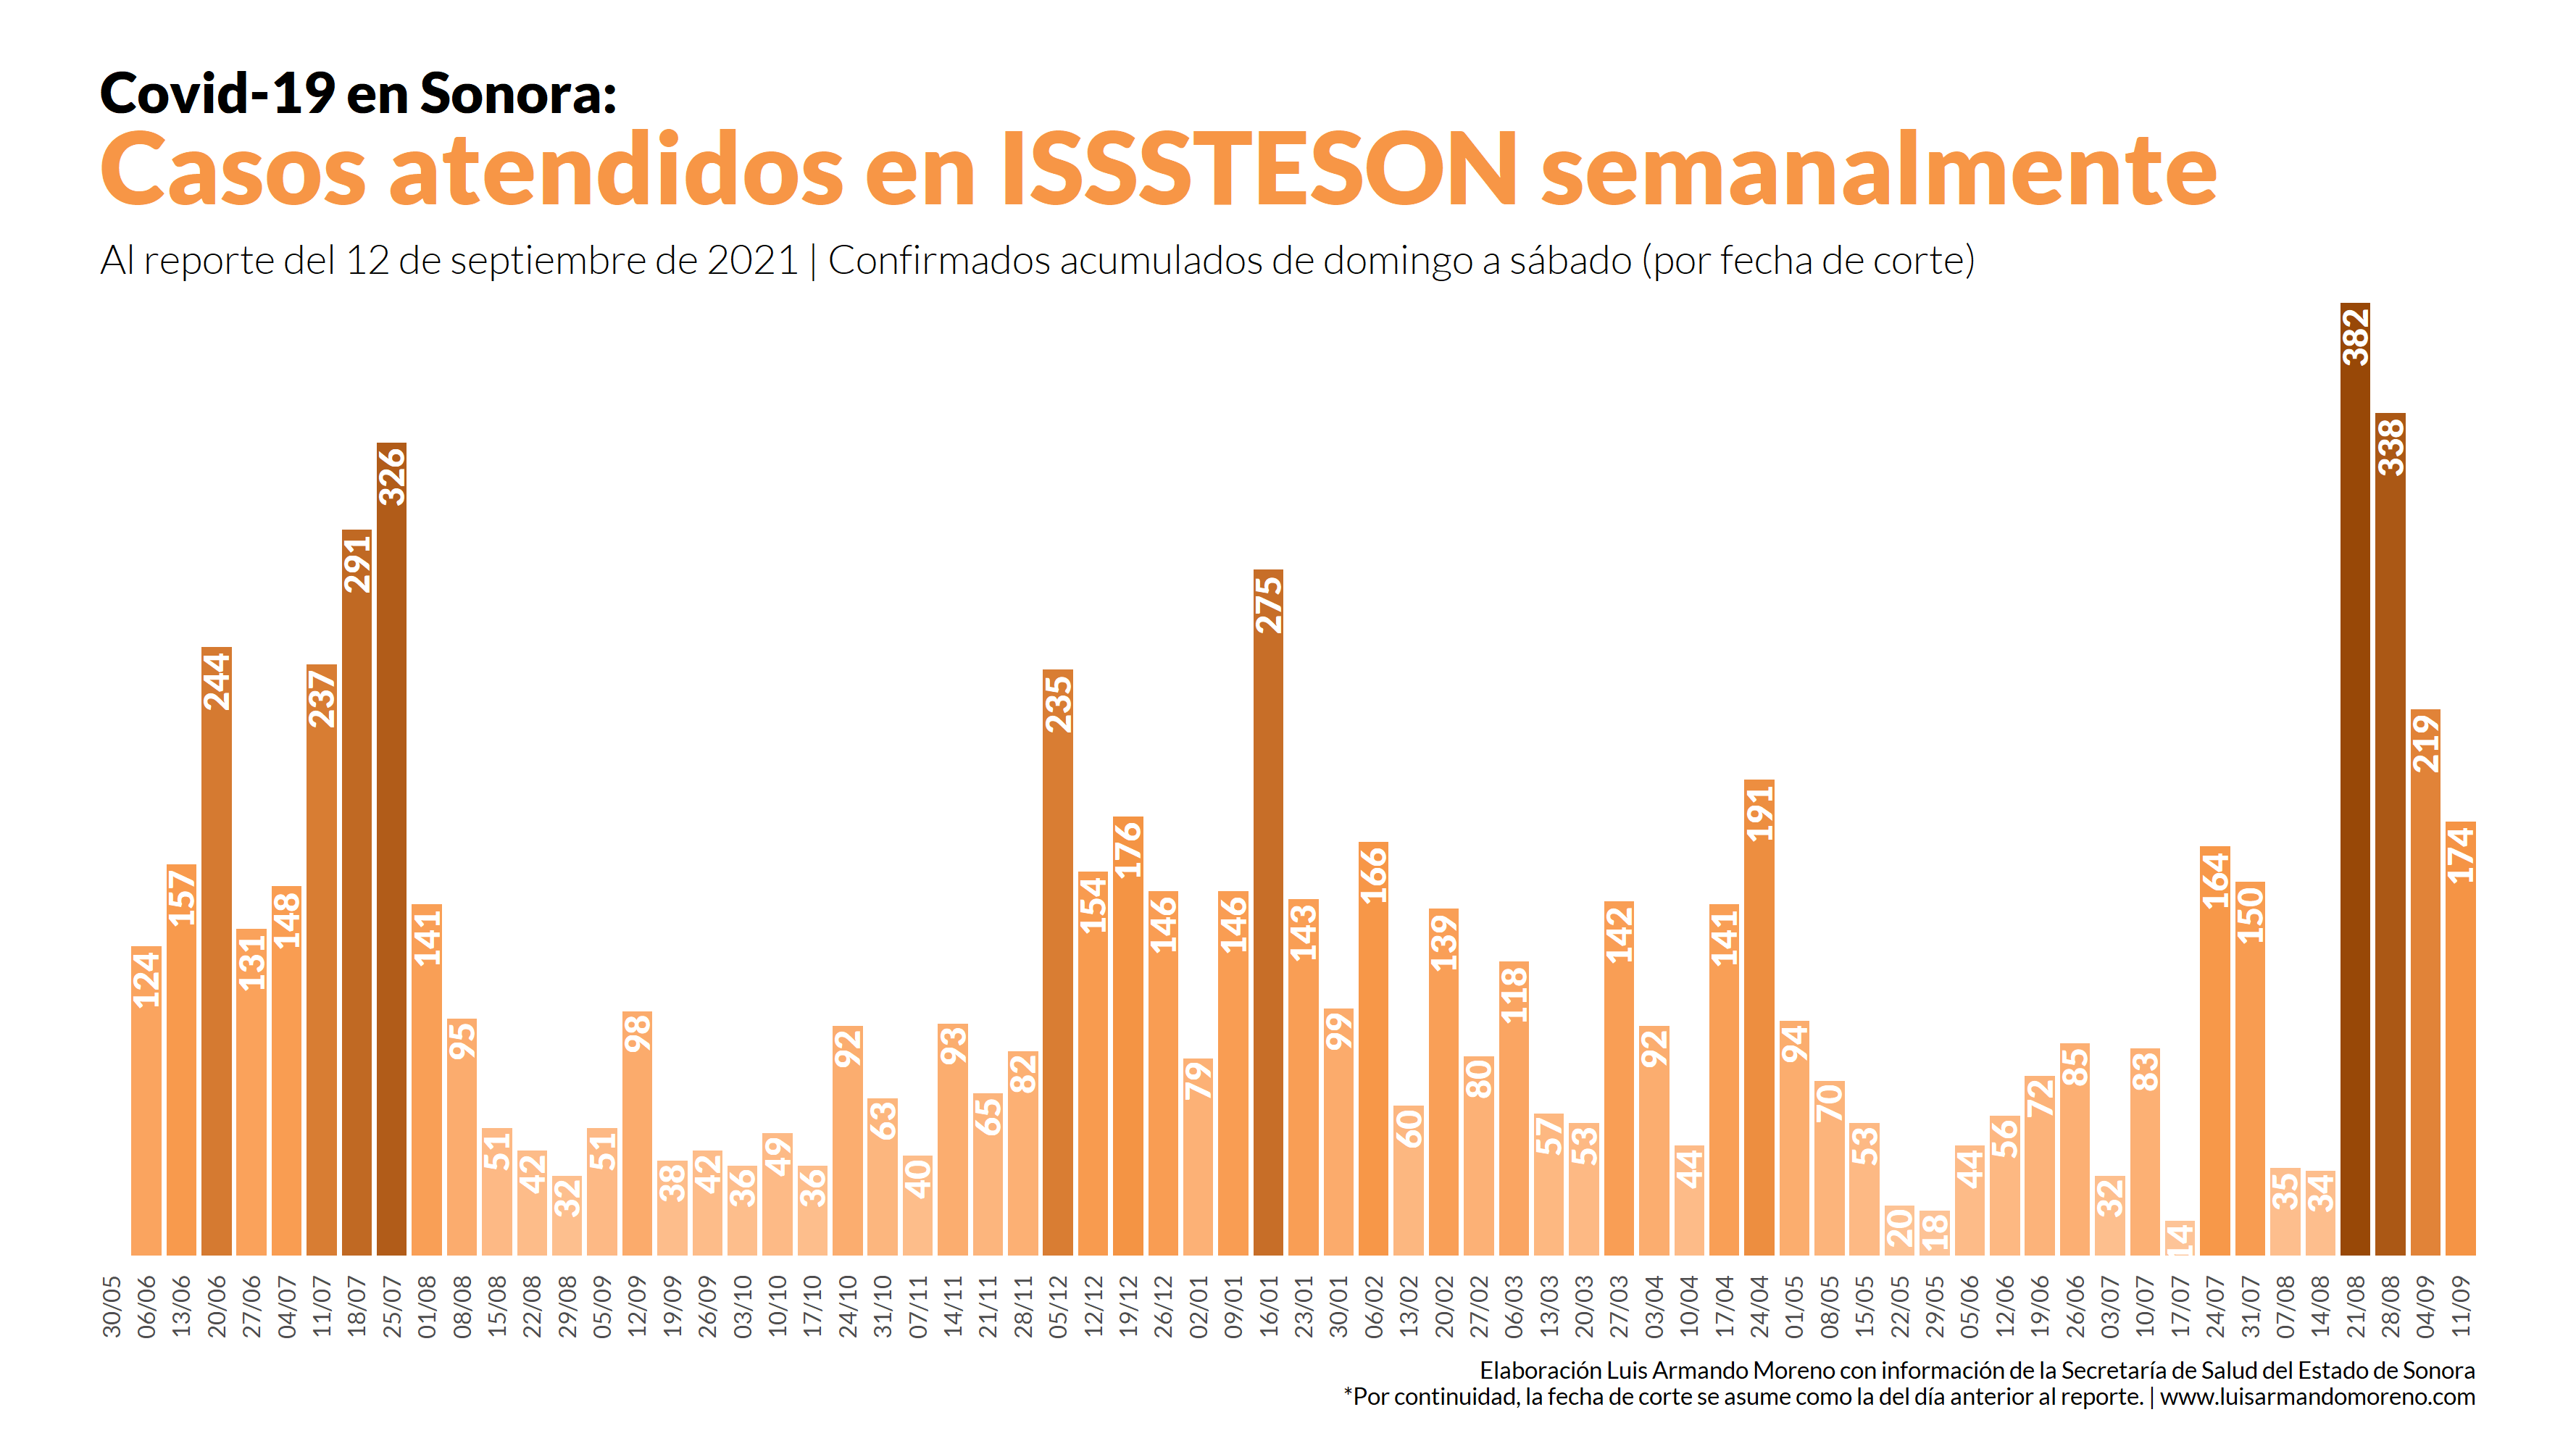 Covid-19 en Sonora:
Casos atendidos en ISSSTESON semanalmente
Al reporte del 12 de septiembre de 2021 | Confirmados acumulados de domingo a sábado (por fecha de corte)
124 157 244 131 148 237 291 326 141 95 51 42 32 51 98 38 42 36 49 36 92 63 40 93 65 82 235 154 176 146 79 146 275 143 99 166 60 139 80 118 57 53 142 92 44 141 191 94 70 53 20 18 44 56 72 85 32 83 14 164 150 35 34 382 338 219 174
30/05 06/06 13/06 20/06 27/06 04/07 11/07 18/07 25/07 01/08 08/08 15/08 22/08 29/08 05/09 12/09 19/09 26/09 03/10 10/10 17/10 24/10 31/10 07/11 14/11 21/11 28/11 05/12 12/12 19/12 26/12 02/01 09/01 16/01 23/01 30/01 06/02 13/02 20/02 27/02 06/03 13/03 20/03 27/03 03/04 10/04 17/04 24/04 01/05 08/05 15/05 22/05 29/05 05/06 12/06 19/06 26/06 03/07 10/07 17/07 24/07 31/07 07/08 14/08 21/08 28/08 04/09 11/09
Elaboración Luis Armando Moreno con información de la Secretaría de Salud del Estado de Sonora
*Por continuidad, la fecha de corte se asume como la del día anterior al reporte. | www.luisarmandomoreno.com